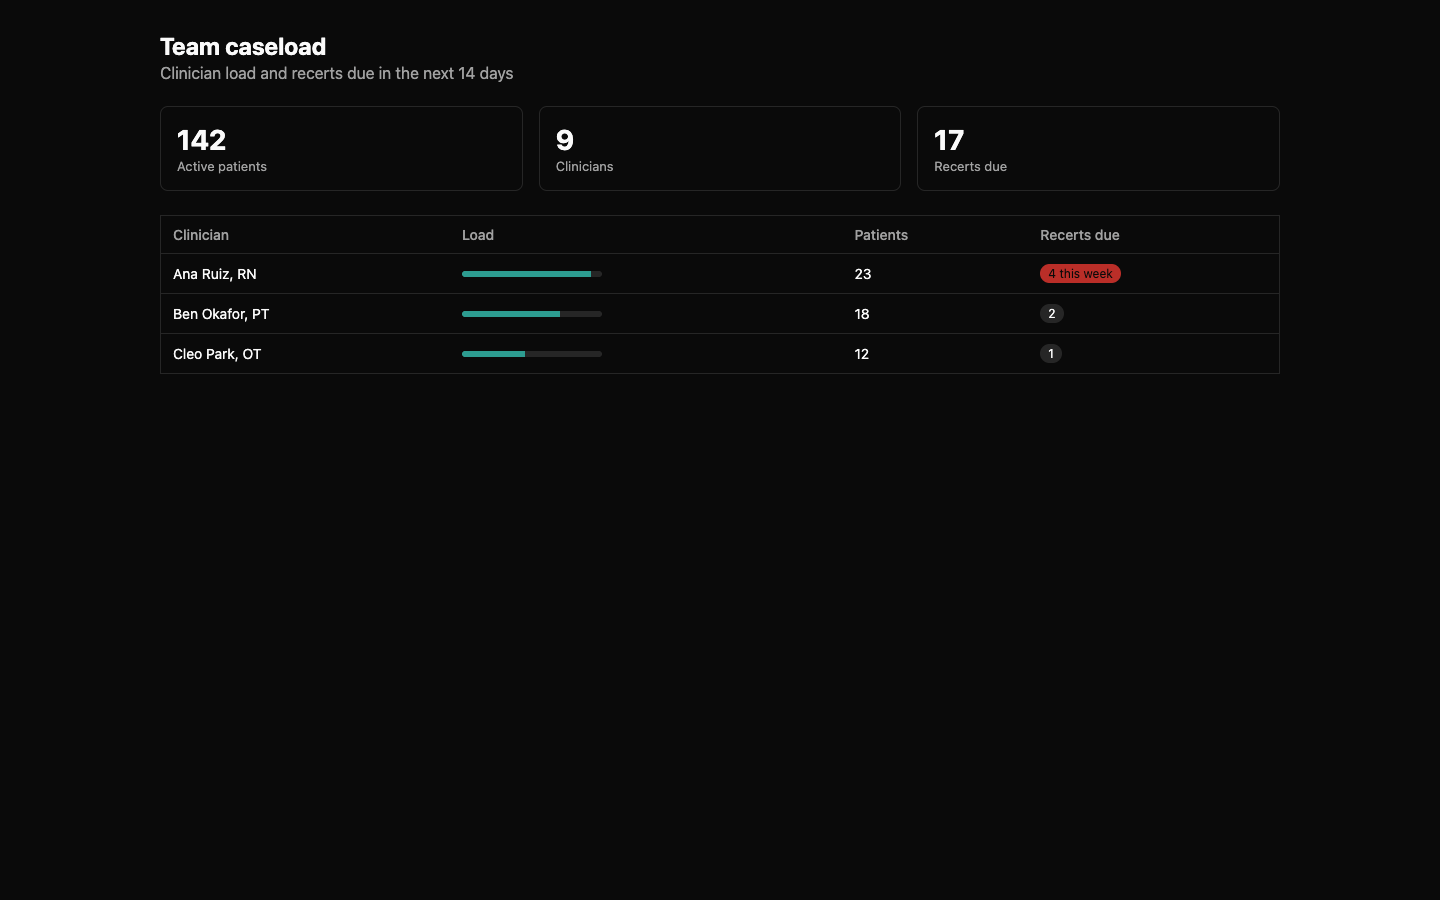 Team caseload
Clinician load and recerts due in the next 14 days
142
Active patients
9
Clinicians
17
Recerts due
Clinician Load Patients Recerts due
Ana Ruiz, RN 23 4 this week
Ben Okafor, PT 18 2
Cleo Park, OT 12 1